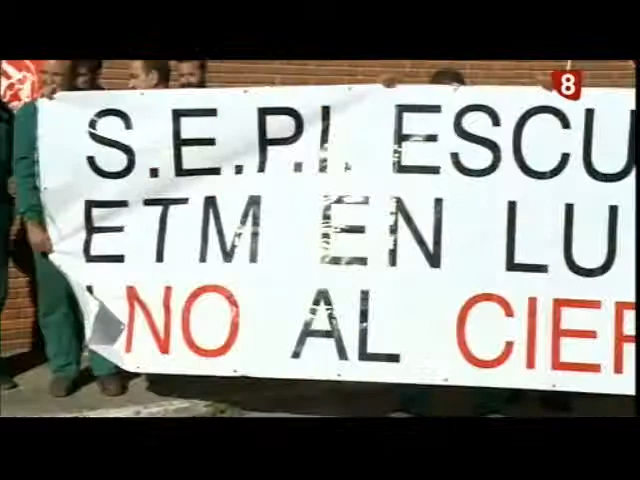 8
S.E.P.I. ESCU
ETM EN LU
¡NO AL CIER